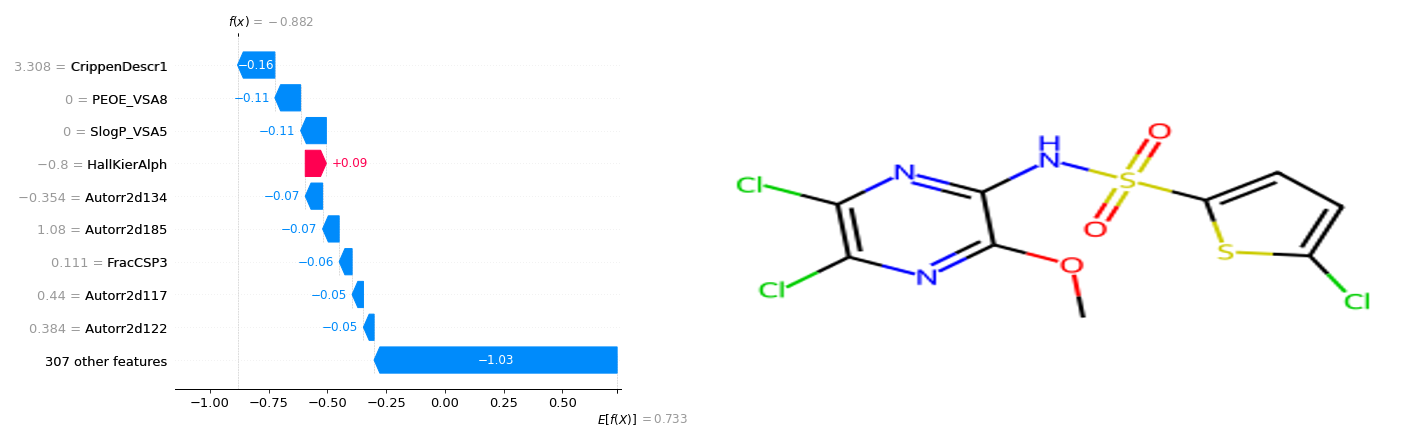 f(x) = −0.882
3.308 = CrippenDescr1
−0.16
0 = PEOE_VSA8
−0.11
0 = SlogP_VSA5
−0.11
−0.8 = HallKierAlph
+0.09
−0.354 = Autorr2d134
−0.07
1.08 = Autorr2d185
−0.07
0.111 = FracCSP3
−0.06
0.44 = Autorr2d117
−0.05
0.384 = Autorr2d122
−0.05
307 other features
−1.03
−1.00 −0.75 −0.50 −0.25 0.00 0.25 0.50
E[f(X)] = 0.733
O
H
N
N
S
Cl
O
S
O
N
Cl
Cl